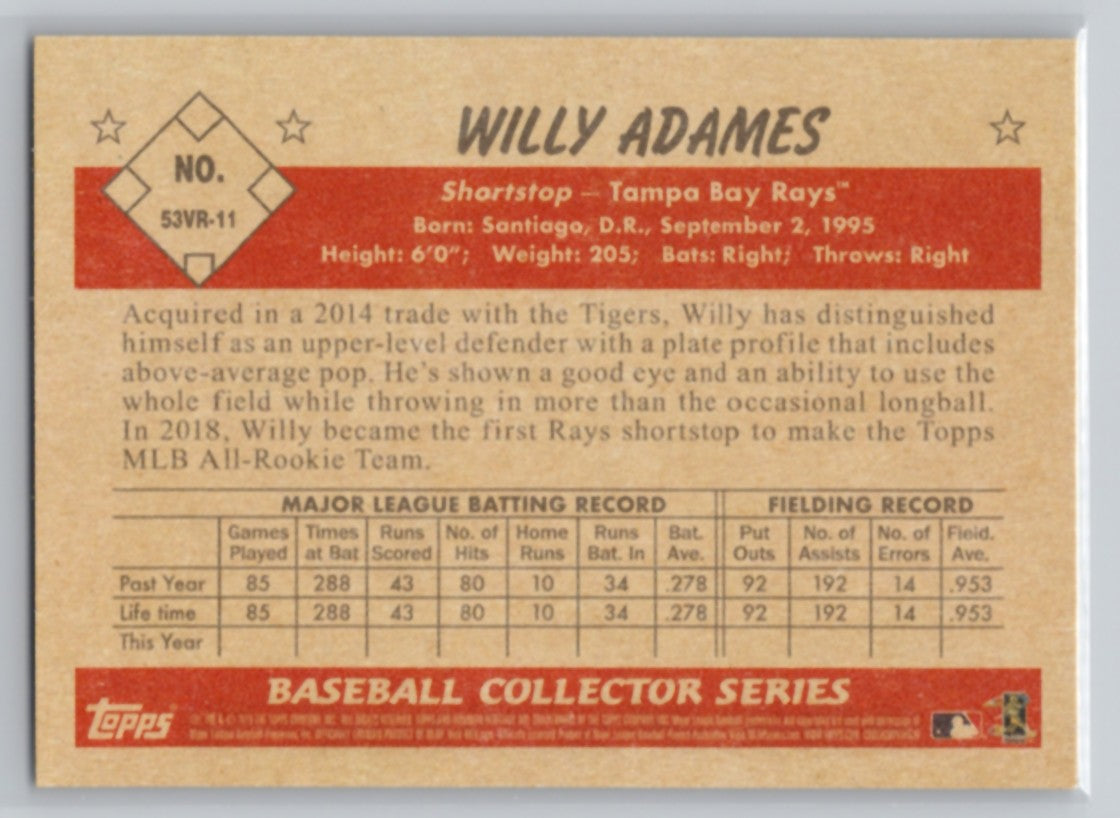 WILLY ADAMES
NO.
53VR-11
Shortstop – Tampa Bay Rays™
Born: Santiago, D.R., September 2, 1995
Height: 6'0"; Weight: 205; Bats: Right; Throws: Right
Acquired in a 2014 trade with the Tigers, Willy has distinguished
himself as an upper-level defender with a plate profile that includes
above-average pop. He's shown a good eye and an ability to use the
whole field while throwing in more than the occasional longball.
In 2018, Willy became the first Rays shortstop to make the Topps
MLB All-Rookie Team.
MAJOR LEAGUE BATTING RECORD FIELDING RECORD
Games Times Runs No. of Home Runs Bat. Put No. of No. of Field.
Played at Bat Scored Hits Runs Bat. In Ave. Outs Assists Errors Ave.
Past Year 85 288 43 80 10 34 .278 92 192 14 .953
Life time 85 288 43 80 10 34 .278 92 192 14 .953
This Year
BASEBALL COLLECTOR SERIES
Topps